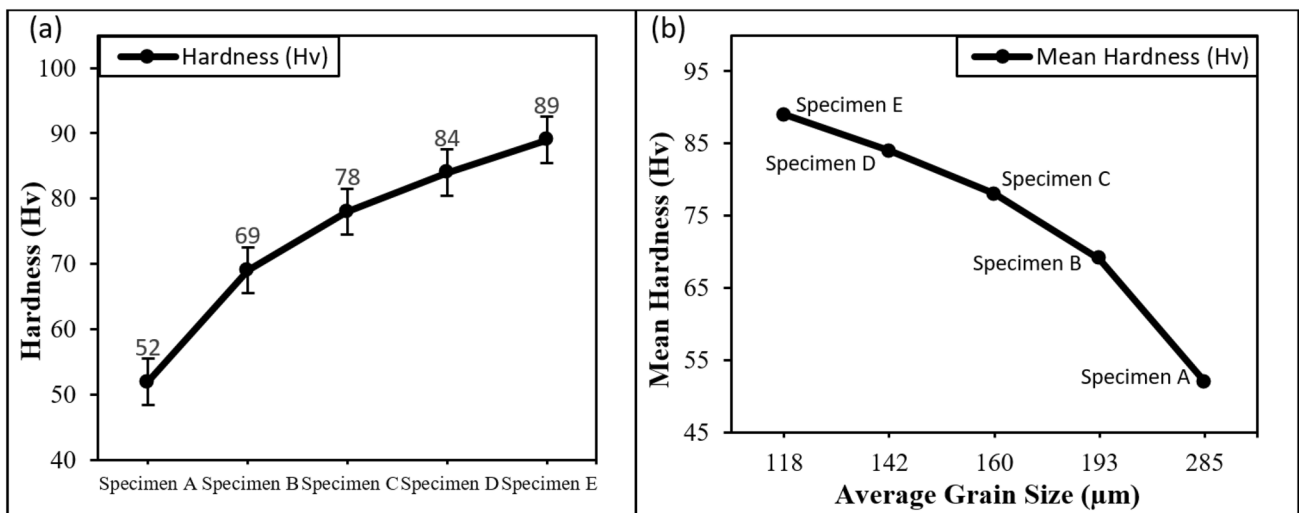 (a)
Hardness (Hv)
100
90
80
70
60
50
40
Hardness (Hv)
52
69
78
84
89
Specimen A Specimen B Specimen C Specimen D Specimen E
(b)
Mean Hardness (Hv)
95
85
75
65
55
45
Mean Hardness (Hv)
Specimen E
Specimen D
Specimen C
Specimen B
Specimen A
118 142 160 193 285
Average Grain Size (μm)